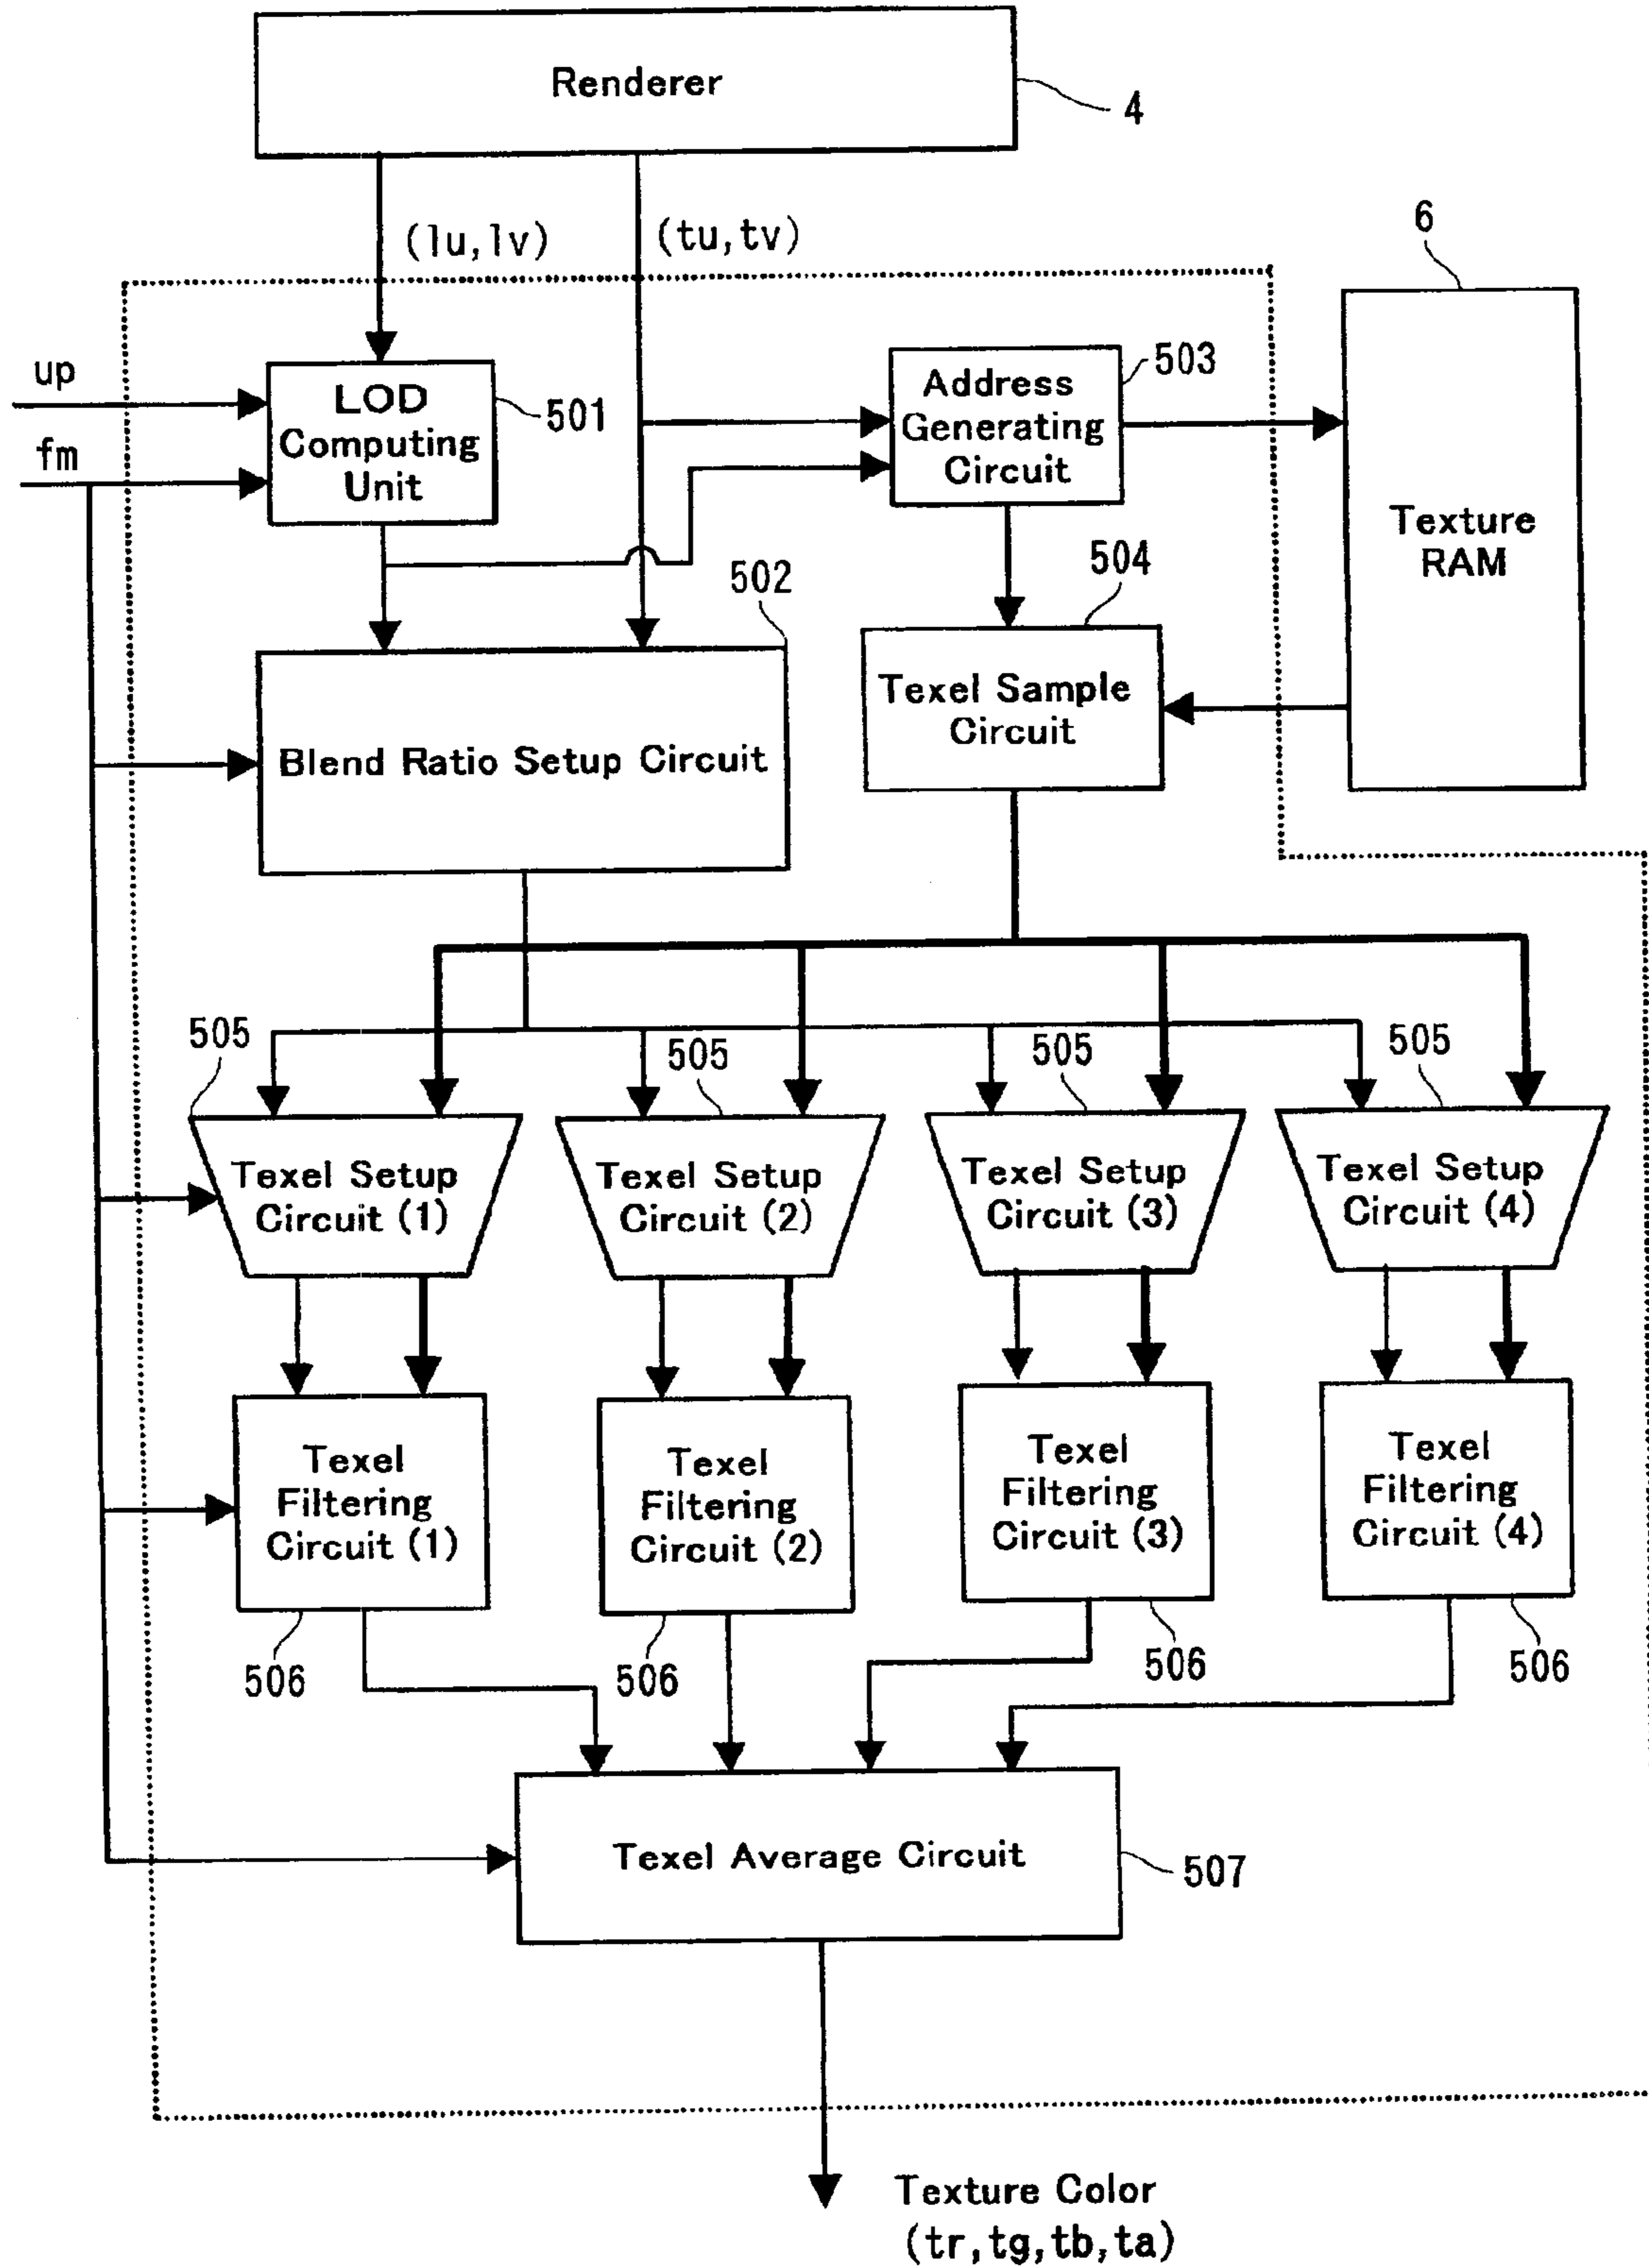 Renderer
4
(lu,lv)
(tu,tv)
6
up
fm
LOD
Computing
Unit
501
Address
Generating
Circuit
503
Texture
RAM
502
504
Blend Ratio Setup Circuit
Texel Sample
Circuit
505
505
505
505
Texel Setup
Circuit (1)
Texel Setup
Circuit (2)
Texel Setup
Circuit (3)
Texel Setup
Circuit (4)
Texel
Filtering
Circuit (1)
Texel
Filtering
Circuit (2)
Texel
Filtering
Circuit (3)
Texel
Filtering
Circuit (4)
506
506
506
506
Texel Average Circuit
507
Texture Color
(tr,tg,tb,ta)